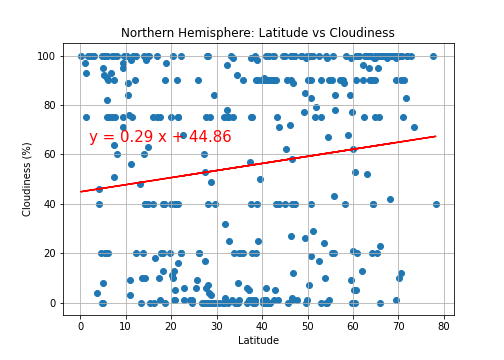 Northern Hemisphere: Latitude vs Cloudiness
100
80
60
40
20
0
y = 0.29 x + 44.86
Cloudiness (%)
0 10 20 30 40 50 60 70 80
Latitude